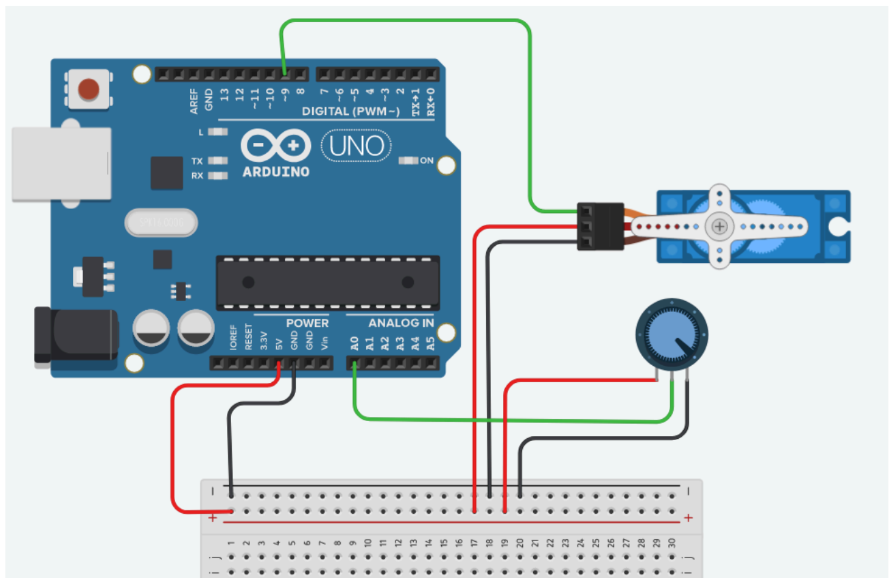 AREF
GND
13
12
~11
~10
~9
8
7
~6
~5
4
~3
2
TX→1
RX←0
DIGITAL (PWM~)
L
TX
RX
UNO
ON
ARDUINO
POWER
ANALOG IN
IOREF
RESET
3.3V
5V
GND
GND
Vin
A0
A1
A2
A3
A4
A5
- -
+ +
1 2 3 4 5 6 7 8 9 10 11 12 13 14 15 16 17 18 19 20 21 22 23 24 25 26 27 28 29 30
j j
i i